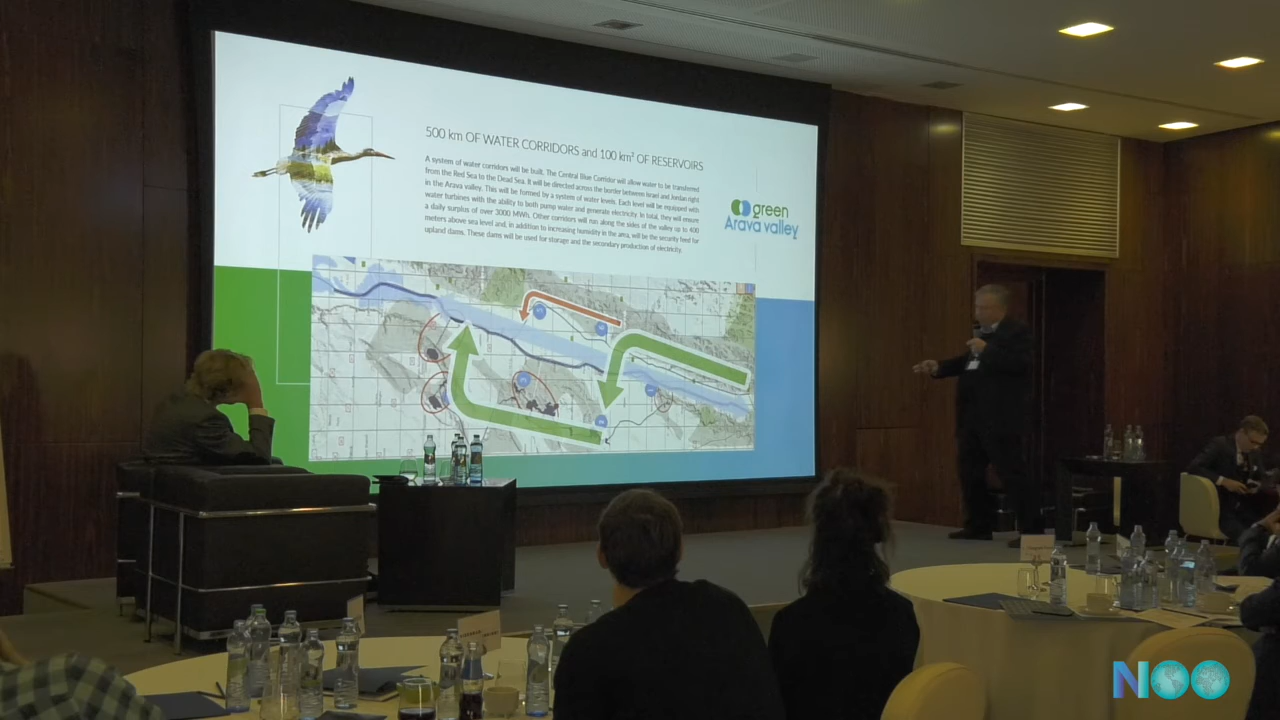 500 km OF WATER CORRIDORS and 100 km² OF RESERVOIRS
A system of water corridors will be built. The Central Blue Corridor will allow water to be transferred
from the Red Sea to the Dead Sea. It will be directed across the border between Israel and Jordan right
in the Arava valley. This will be formed by a system of water levels. Each level will be equipped with
water turbines with the ability to both pump water and generate electricity. In total, they will ensure
a daily surplus of over 3000 MWh. Other corridors will run along the sides of the valley up to 400
meters above sea level and, in addition to increasing humidity in the area, will be the security feed for
upland dams. These dams will be used for storage and the secondary production of electricity.
green
Arava valley
NOO